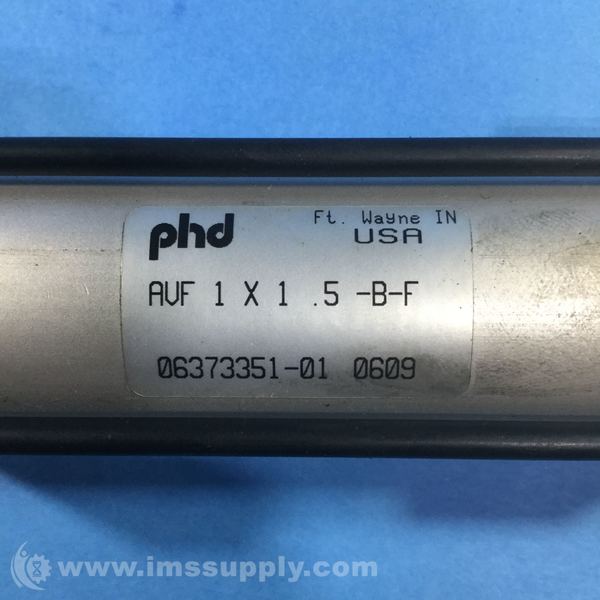 phd
Ft. Wayne IN
USA
AVF 1 X 1 .5 -B-F
06373351-01 0609
www.imssupply.com